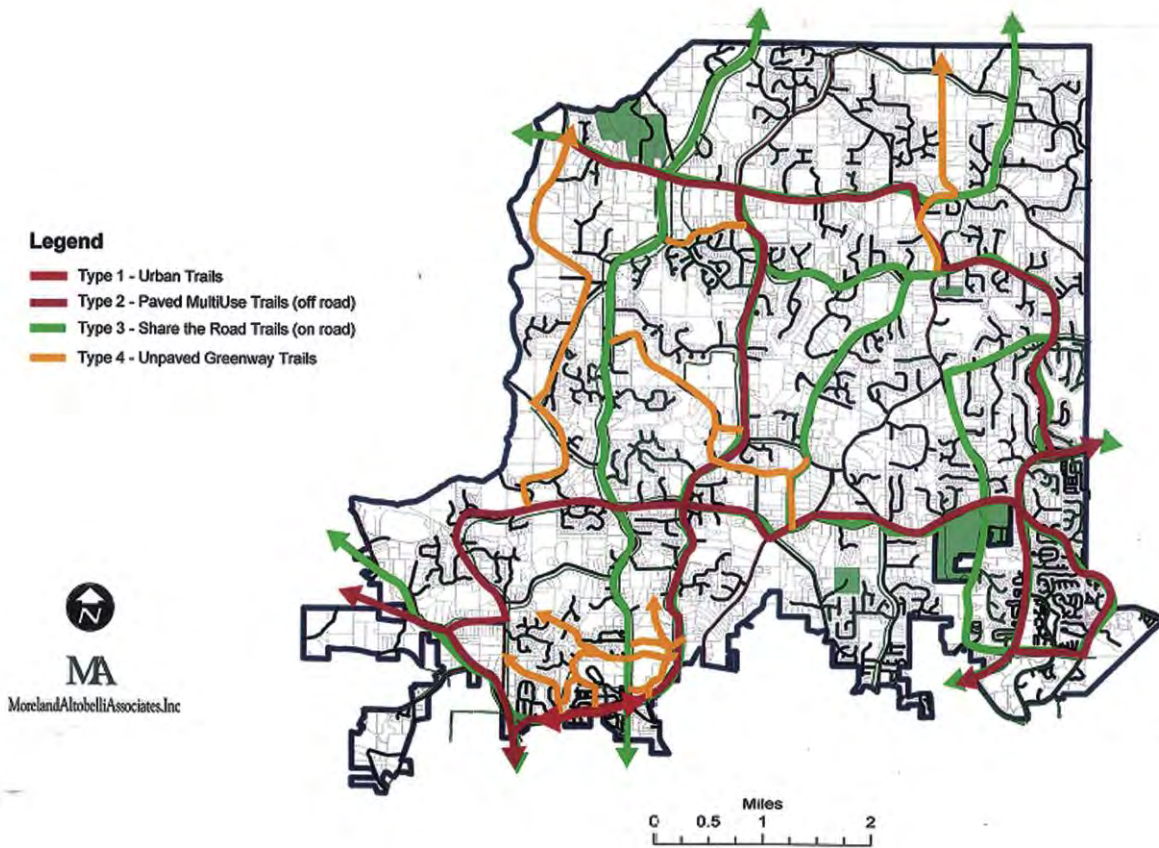 Legend
Type 1 - Urban Trails
Type 2 - Paved MultiUse Trails (off road)
Type 3 - Share the Road Trails (on road)
Type 4 - Unpaved Greenway Trails
N
MA
MorelandAltobelliAssociates.Inc
Miles
0 0.5 1 2